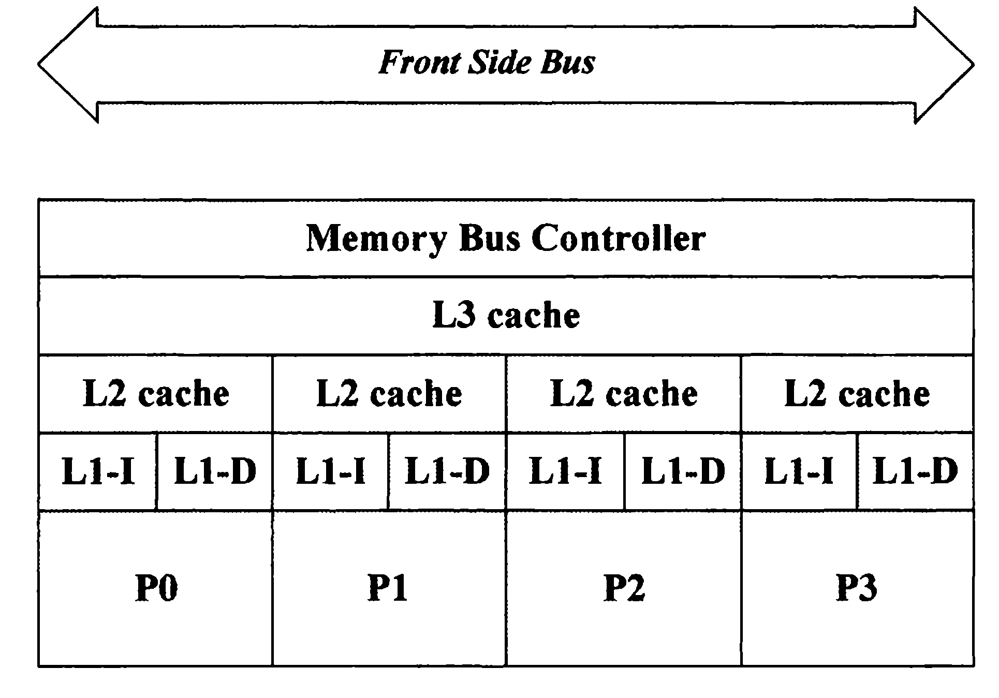 Front Side Bus
Memory Bus Controller
L3 cache
L2 cache L2 cache L2 cache L2 cache
L1-I L1-D L1-I L1-D L1-I L1-D L1-I L1-D
P0 P1 P2 P3